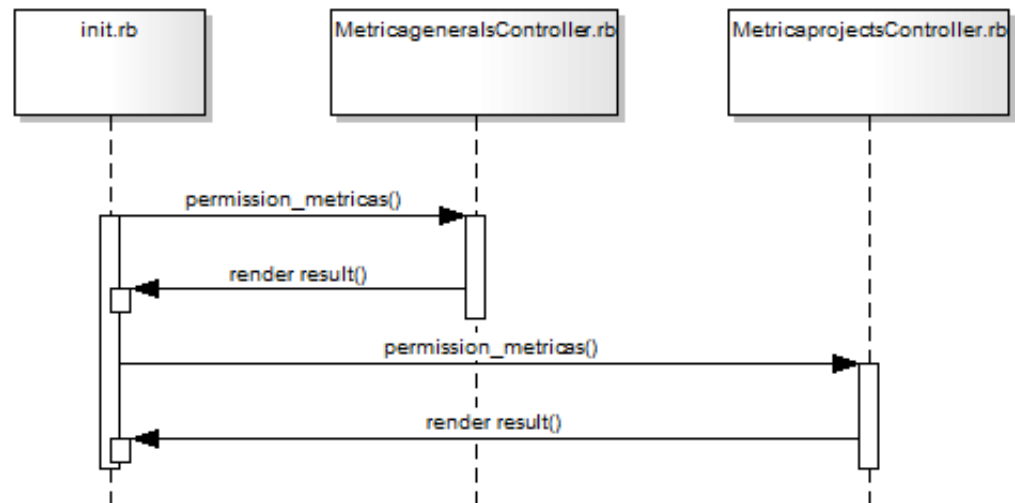 init.rb
MetricageneralsController.rb
MetricaprojectsController.rb
permission_metricas()
render result()
permission_metricas()
render result()